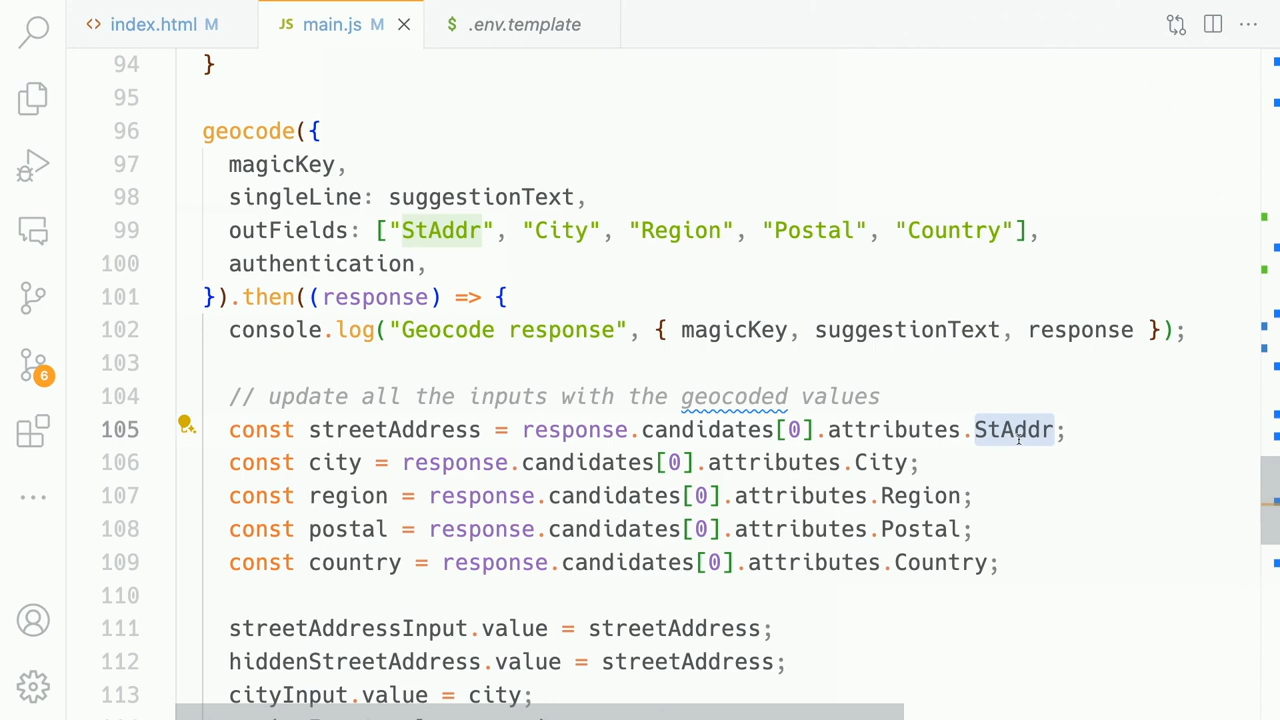 index.html M JS main.js M $ .env.template
94 }
95
96 geocode({
97 magicKey,
98 singleLine: suggestionText,
99 outFields: ["StAddr", "City", "Region", "Postal", "Country"],
100 authentication,
101 }).then((response) => {
102 console.log("Geocode response", { magicKey, suggestionText, response });
103
104 // update all the inputs with the geocoded values
105 const streetAddress = response.candidates[0].attributes.StAddr;
106 const city = response.candidates[0].attributes.City;
107 const region = response.candidates[0].attributes.Region;
108 const postal = response.candidates[0].attributes.Postal;
109 const country = response.candidates[0].attributes.Country;
110
111 streetAddressInput.value = streetAddress;
112 hiddenStreetAddress.value = streetAddress;
113 cityInput.value = city;
6